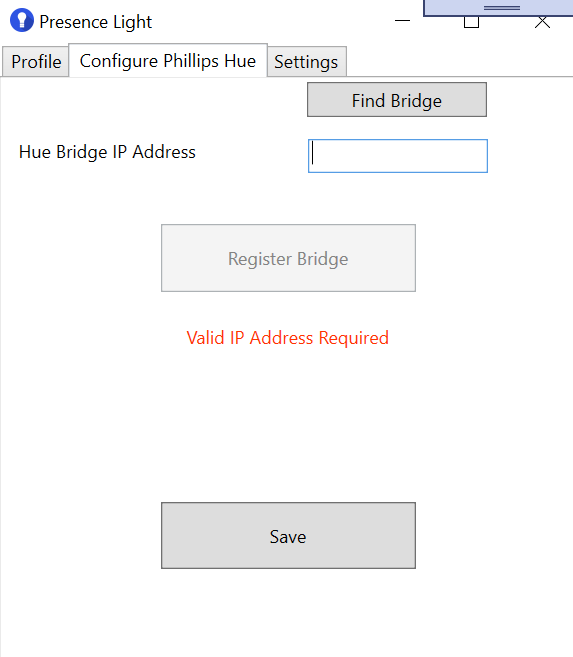 Presence Light
Profile Configure Phillips Hue Settings
Find Bridge
Hue Bridge IP Address
Register Bridge
Valid IP Address Required
Save